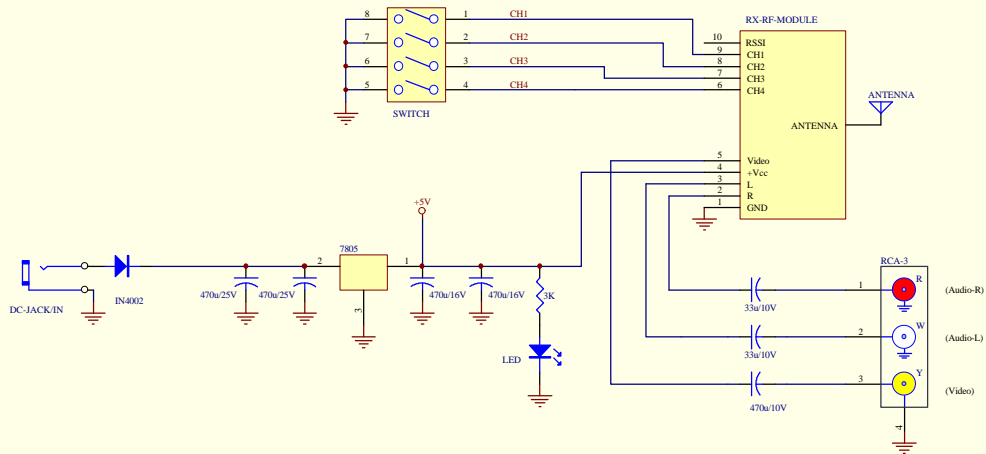 RX-RF-MODULE
8 1 CH1
7 2 CH2
6 3 CH3
5 4 CH4
SWITCH
10 RSSI
9 CH1
8 CH2
7 CH3
6 CH4
ANTENNA
ANTENNA
5 Video
4 +Vcc
3 L
2 R
1 GND
+5V
7805
2 1
3
DC-JACK/IN
IN4002
470u/25V
470u/25V
470u/16V
470u/16V
3K
LED
RCA-3
33u/10V
1 R (Audio-R)
33u/10V
2 W (Audio-L)
470u/10V
3 Y (Video)
4